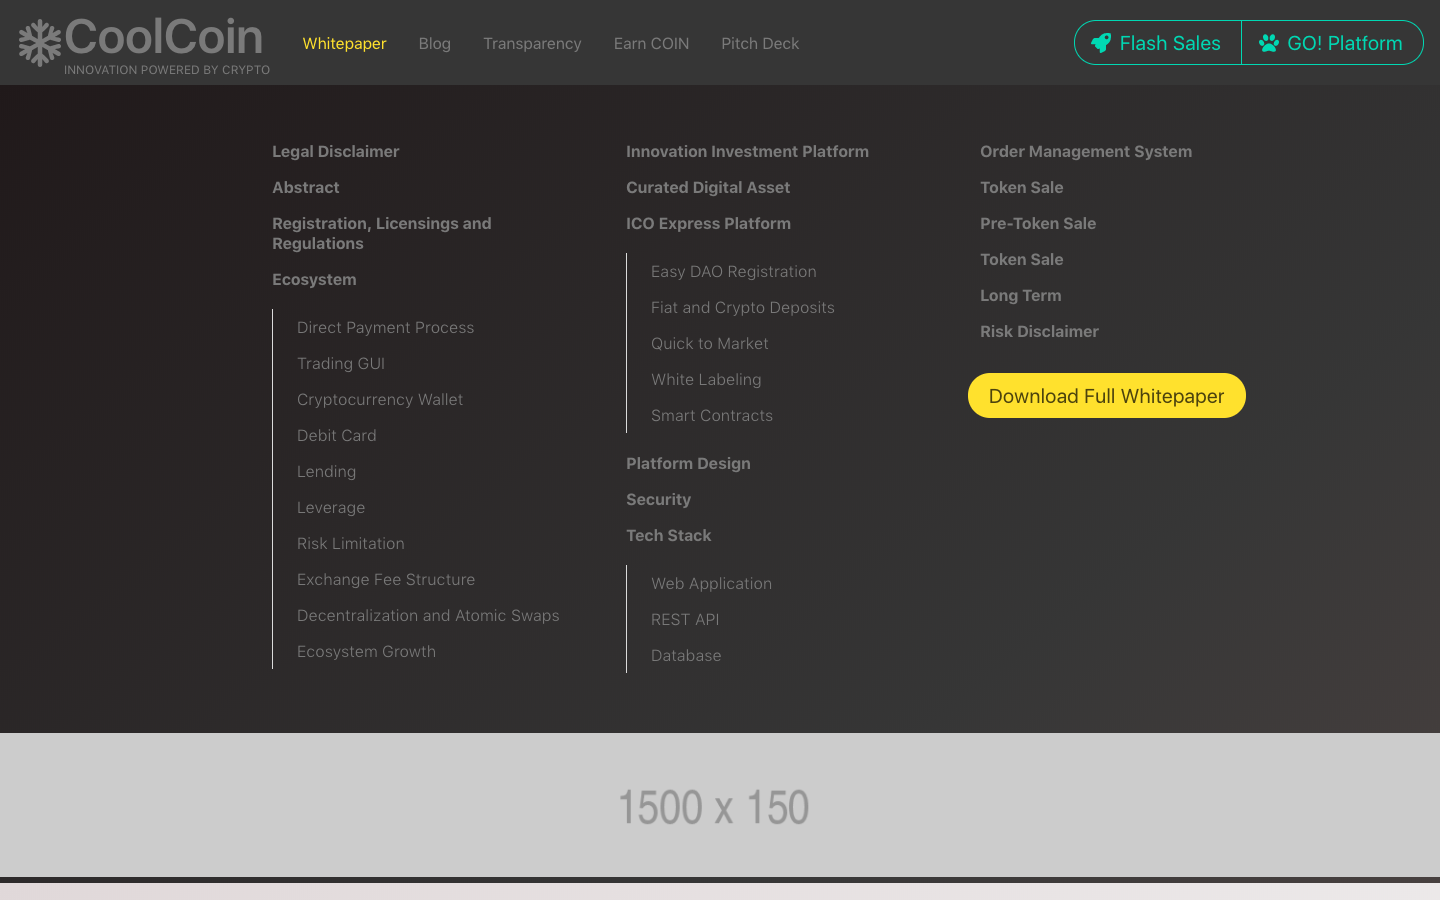 CoolCoin
INNOVATION POWERED BY CRYPTO
Whitepaper
Blog
Transparency
Earn COIN
Pitch Deck
Flash Sales
GO! Platform
Legal Disclaimer
Abstract
Registration, Licensings and
Regulations
Ecosystem
Direct Payment Process
Trading GUI
Cryptocurrency Wallet
Debit Card
Lending
Leverage
Risk Limitation
Exchange Fee Structure
Decentralization and Atomic Swaps
Ecosystem Growth
Innovation Investment Platform
Curated Digital Asset
ICO Express Platform
Easy DAO Registration
Fiat and Crypto Deposits
Quick to Market
White Labeling
Smart Contracts
Platform Design
Security
Tech Stack
Web Application
REST API
Database
Order Management System
Token Sale
Pre-Token Sale
Token Sale
Long Term
Risk Disclaimer
Download Full Whitepaper
1500 x 150